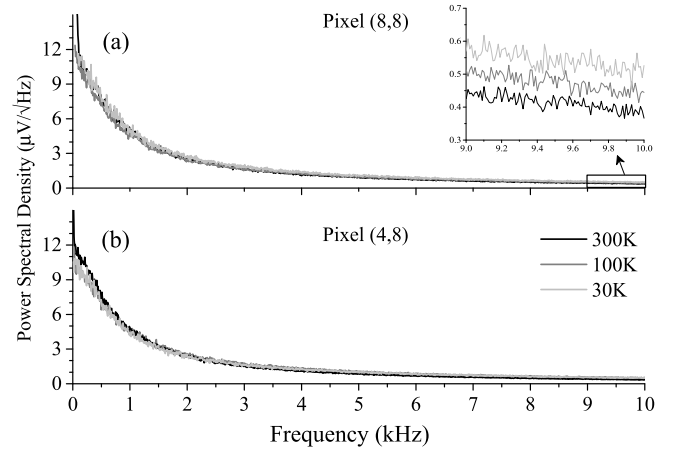 Power Spectral Density (µV/√Hz)
(a)
Pixel (8,8)
12
9
6
3
0
0.7
0.6
0.5
0.4
0.3
9.0 9.2 9.4 9.6 9.8 10.0
(b)
Pixel (4,8)
300K
100K
30K
12
9
6
3
0
0 1 2 3 4 5 6 7 8 9 10
Frequency (kHz)